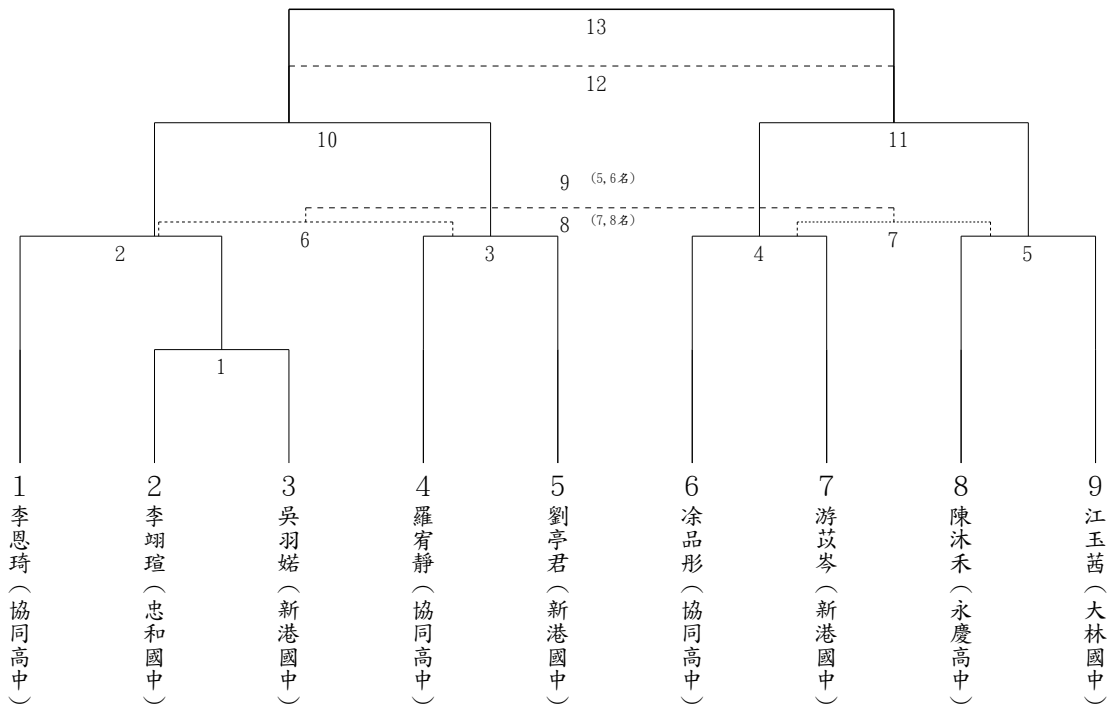 13
12
10
11
9 (5,6名)
8 (7,8名)
6
7
2
3
4
5
1
1 李恩琦(協同高中)
2 李翊瑄(忠和國中)
3 吳羽婼(新港國中)
4 羅宥靜(協同高中)
5 劉亭君(新港國中)
6 凃品彤(協同高中)
7 游苡岑(新港國中)
8 陳沐禾(永慶高中)
9 江玉茜(大林國中)